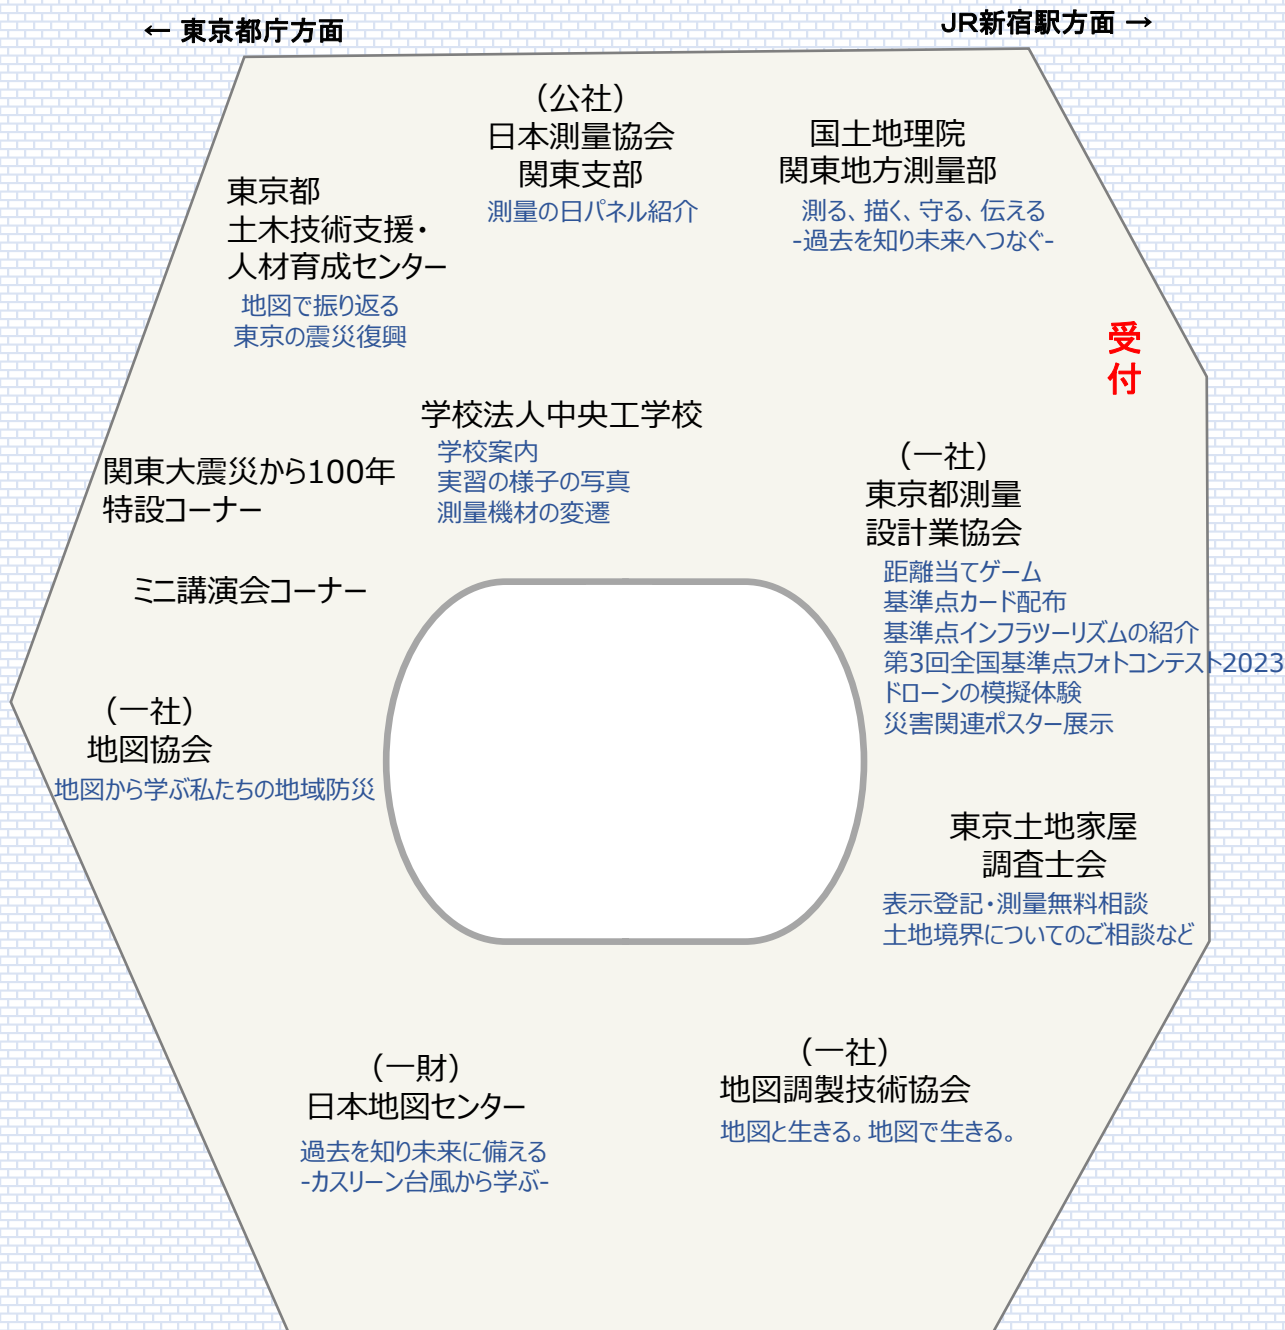 ← 東京都庁方面
JR新宿駅方面 →
（公社）
日本測量協会
関東支部
測量の日パネル紹介
国土地理院
関東地方測量部
測る、描く、守る、伝える
-過去を知り未来へつなぐ-
東京都
土木技術支援・
人材育成センター
地図で振り返る
東京の震災復興
受
付
学校法人中央工学校
学校案内
実習の様子の写真
測量機材の変遷
関東大震災から100年
特設コーナー
（一社）
東京都測量
設計業協会
距離当てゲーム
基準点カード配布
基準点インフラツーリズムの紹介
第3回全国基準点フォトコンテスト2023
ドローンの模擬体験
災害関連ポスター展示
ミニ講演会コーナー
（一社）
地図協会
地図から学ぶ私たちの地域防災
東京土地家屋
調査士会
表示登記・測量無料相談
土地境界についてのご相談など
（一財）
日本地図センター
過去を知り未来に備える
-カスリーン台風から学ぶ-
（一社）
地図調製技術協会
地図と生きる。地図で生きる。